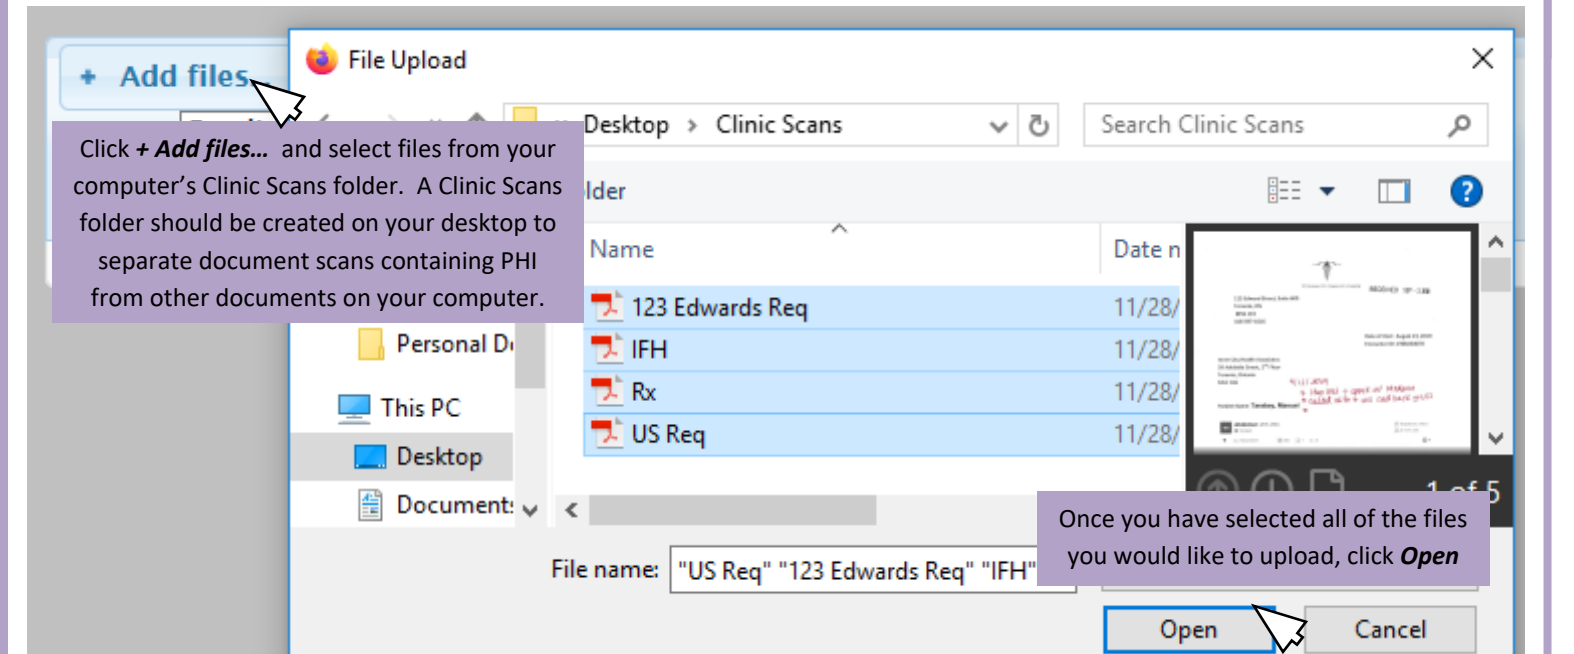 File Upload
+ Add files...
Desktop > Clinic Scans
Search Clinic Scans
Click + Add files... and select files from your
computer's Clinic Scans folder. A Clinic Scans
folder should be created on your desktop to
separate document scans containing PHI
from other documents on your computer.
lder
Name
Date n
123 Edwards Req 11/28/
IFH 11/28/
Rx 11/28/
US Req 11/28/
Personal D
This PC
Desktop
Documents
1 of 5
Once you have selected all of the files
you would like to upload, click Open
File name: "US Req" "123 Edwards Req" "IFH"
Open
Cancel